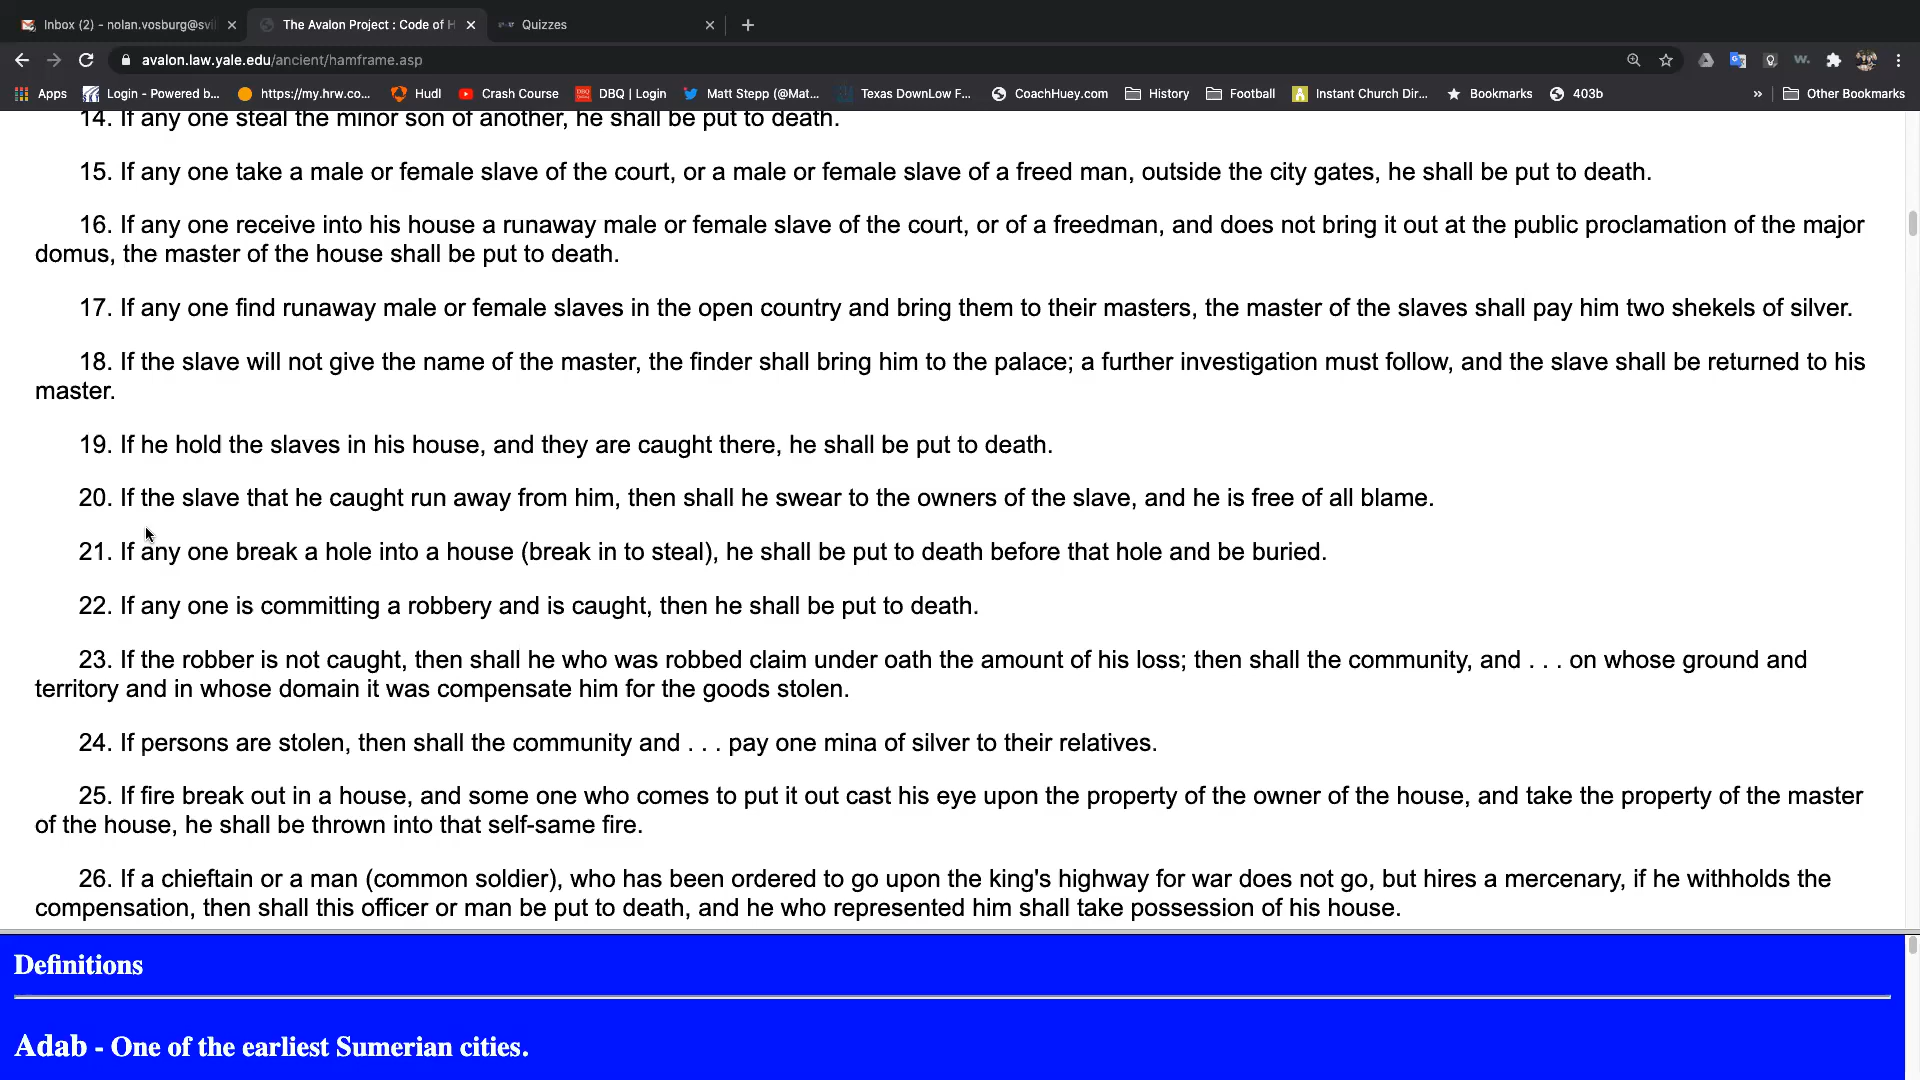 Inbox (2) - nolan.vosburg@svil
The Avalon Project : Code of H
Quizzes
avalon.law.yale.edu/ancient/hamframe.asp
Apps
Login - Powered b...
https://my.hrw.co...
Hudl
Crash Course
DBQ | Login
Matt Stepp (@Mat...
Texas DownLow F...
CoachHuey.com
History
Football
Instant Church Dir...
Bookmarks
403b
»
Other Bookmarks
14. If any one steal the minor son of another, he shall be put to death.
15. If any one take a male or female slave of the court, or a male or female slave of a freed man, outside the city gates, he shall be put to death.
16. If any one receive into his house a runaway male or female slave of the court, or of a freedman, and does not bring it out at the public proclamation of the major
domus, the master of the house shall be put to death.
17. If any one find runaway male or female slaves in the open country and bring them to their masters, the master of the slaves shall pay him two shekels of silver.
18. If the slave will not give the name of the master, the finder shall bring him to the palace; a further investigation must follow, and the slave shall be returned to his
master.
19. If he hold the slaves in his house, and they are caught there, he shall be put to death.
20. If the slave that he caught run away from him, then shall he swear to the owners of the slave, and he is free of all blame.
21. If any one break a hole into a house (break in to steal), he shall be put to death before that hole and be buried.
22. If any one is committing a robbery and is caught, then he shall be put to death.
23. If the robber is not caught, then shall he who was robbed claim under oath the amount of his loss; then shall the community, and . . . on whose ground and
territory and in whose domain it was compensate him for the goods stolen.
24. If persons are stolen, then shall the community and . . . pay one mina of silver to their relatives.
25. If fire break out in a house, and some one who comes to put it out cast his eye upon the property of the owner of the house, and take the property of the master
of the house, he shall be thrown into that self-same fire.
26. If a chieftain or a man (common soldier), who has been ordered to go upon the king's highway for war does not go, but hires a mercenary, if he withholds the
compensation, then shall this officer or man be put to death, and he who represented him shall take possession of his house.
Definitions
Adab - One of the earliest Sumerian cities.